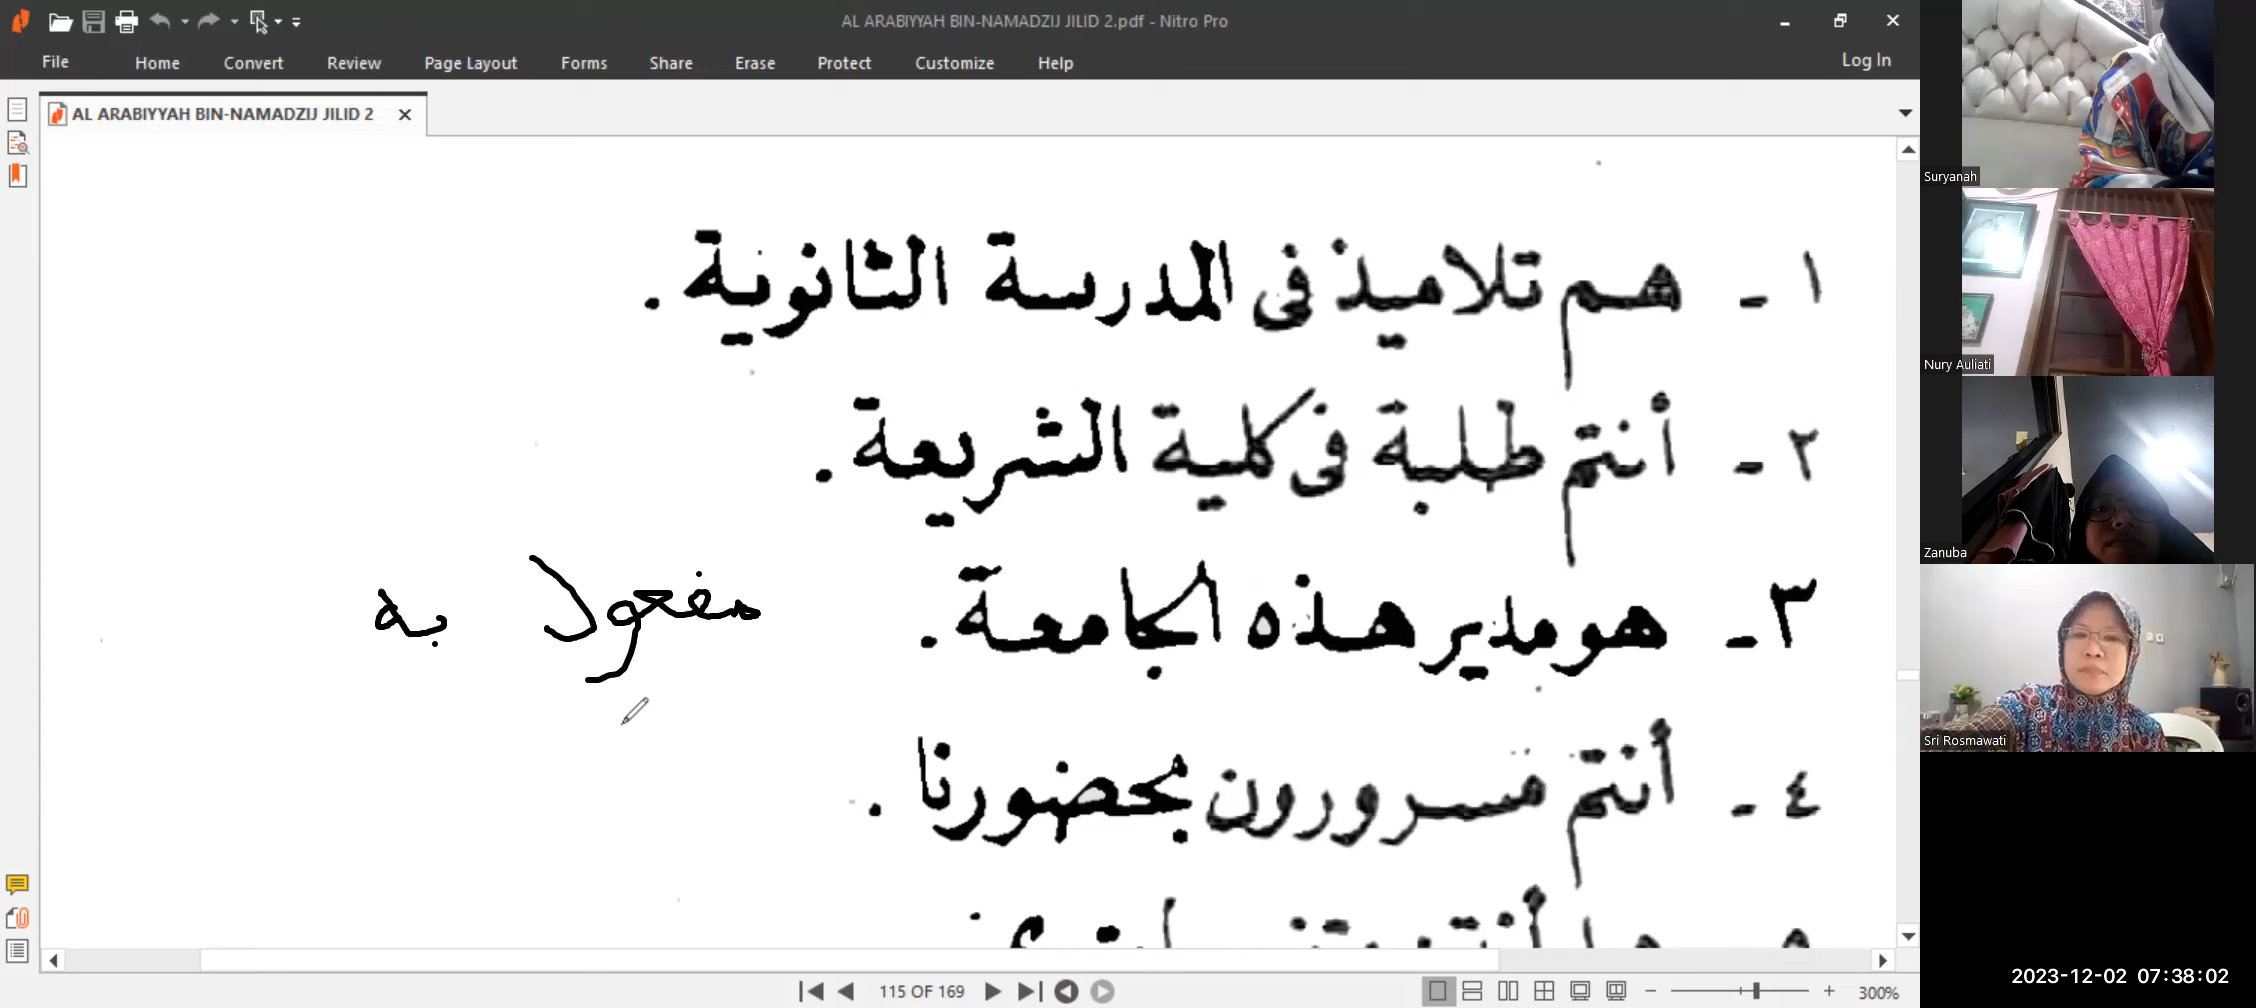 AL ARABIYYAH BIN-NAMADZIJ JILID 2.pdf - Nitro Pro
File Home Convert Review Page Layout Forms Share Erase Protect Customize Help Log In
AL ARABIYYAH BIN-NAMADZIJ JILID 2
١ - هم تلاميذ فى المدرسة الثانوية .
٢ - أنتم طلبة فى كلية الشريعة .
٣ - هو مدير هذه الجامعة .
مفعول به
٤ - أنتم مسرورون بحضورنا .
115 OF 169
300%
Suryanah
Nury Auliati
Zanuba
Sri Rosmawati
2023-12-02 07:38:02